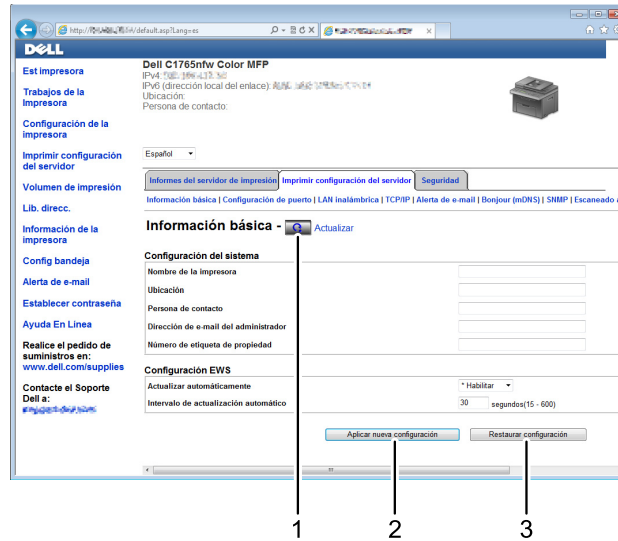 http://
/default.asp?Lang=es
DELL
Est impresora
Trabajos de la
Impresora
Configuración de la
impresora
Imprimir configuración
del servidor
Volumen de impresión
Lib. direcc.
Información de la
impresora
Config bandeja
Alerta de e-mail
Establecer contraseña
Ayuda En Linea
Realice el pedido de
suministros en:
www.dell.com/supplies
Contacte el Soporte
Dell a:
Dell C1765nfw Color MFP
IPv4:
IPv6 (dirección local del enlace):
Ubicación:
Persona de contacto:
Español
Informes del servidor de impresión Imprimir configuración del servidor Seguridad
Información básica | Configuración de puerto | LAN inalámbrica | TCP/IP | Alerta de e-mail | Bonjour (mDNS) | SNMP | Escaneado
Información básica - Actualizar
Configuración del sistema
Nombre de la impresora
Ubicación
Persona de contacto
Dirección de e-mail del administrador
Número de etiqueta de propiedad
Configuración EWS
Actualizar automáticamente * Habilitar
Intervalo de actualización automático 30 segundos(15 - 600)
Aplicar nueva configuración Restaurar configuración
1 2 3